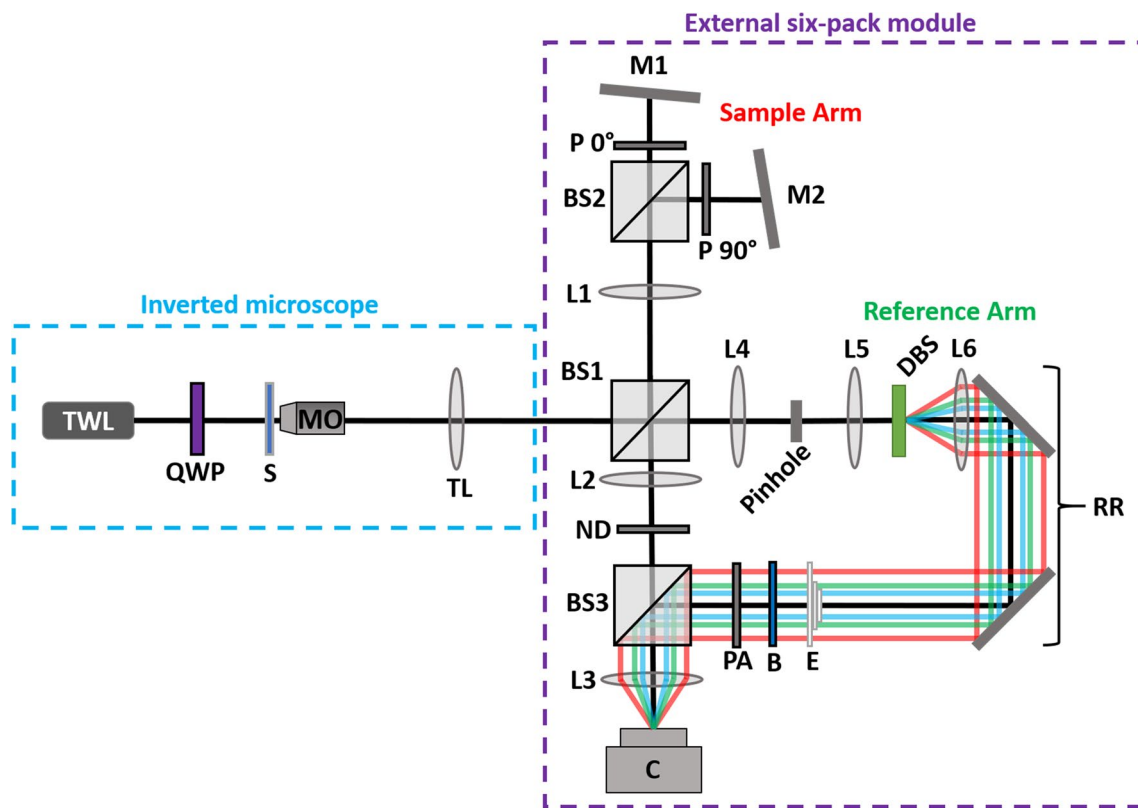 External six-pack module
M1
Sample Arm
P 0°
BS2
M2
P 90°
L1
Inverted microscope
Reference Arm
BS1
L4
L5
DBS
L6
TWL
MO
QWP
S
TL
L2
Pinhole
ND
RR
BS3
PA
B
E
L3
C